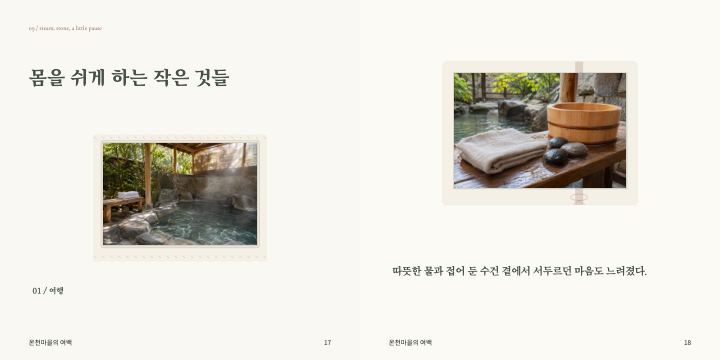 05 / steam, stone, a little pause
몸을 쉬게 하는 작은 것들
01 / 여행
온천마을의 여백
17
따뜻한 물과 접어 둔 수건 곁에서 서두르던 마음도 느려졌다.
온천마을의 여백
18